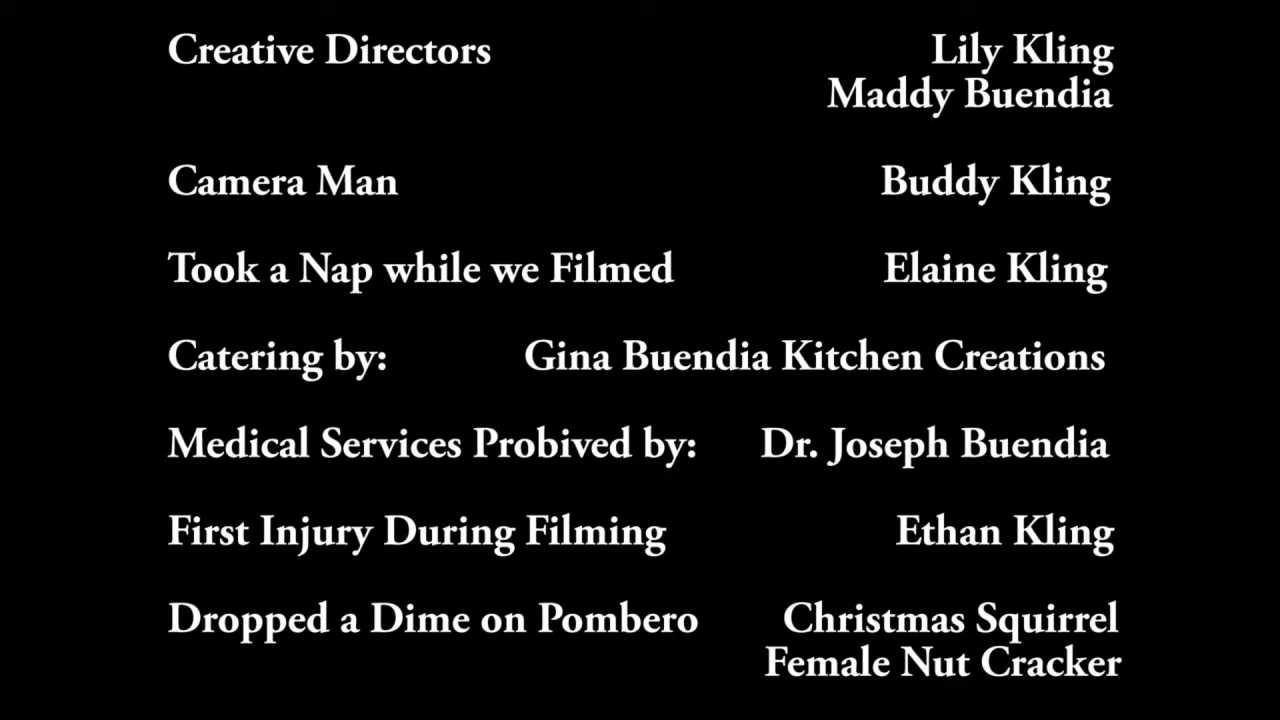 Creative Directors Lily Kling
Maddy Buendia
Camera Man Buddy Kling
Took a Nap while we Filmed Elaine Kling
Catering by: Gina Buendia Kitchen Creations
Medical Services Probived by: Dr. Joseph Buendia
First Injury During Filming Ethan Kling
Dropped a Dime on Pombero Christmas Squirrel
Female Nut Cracker